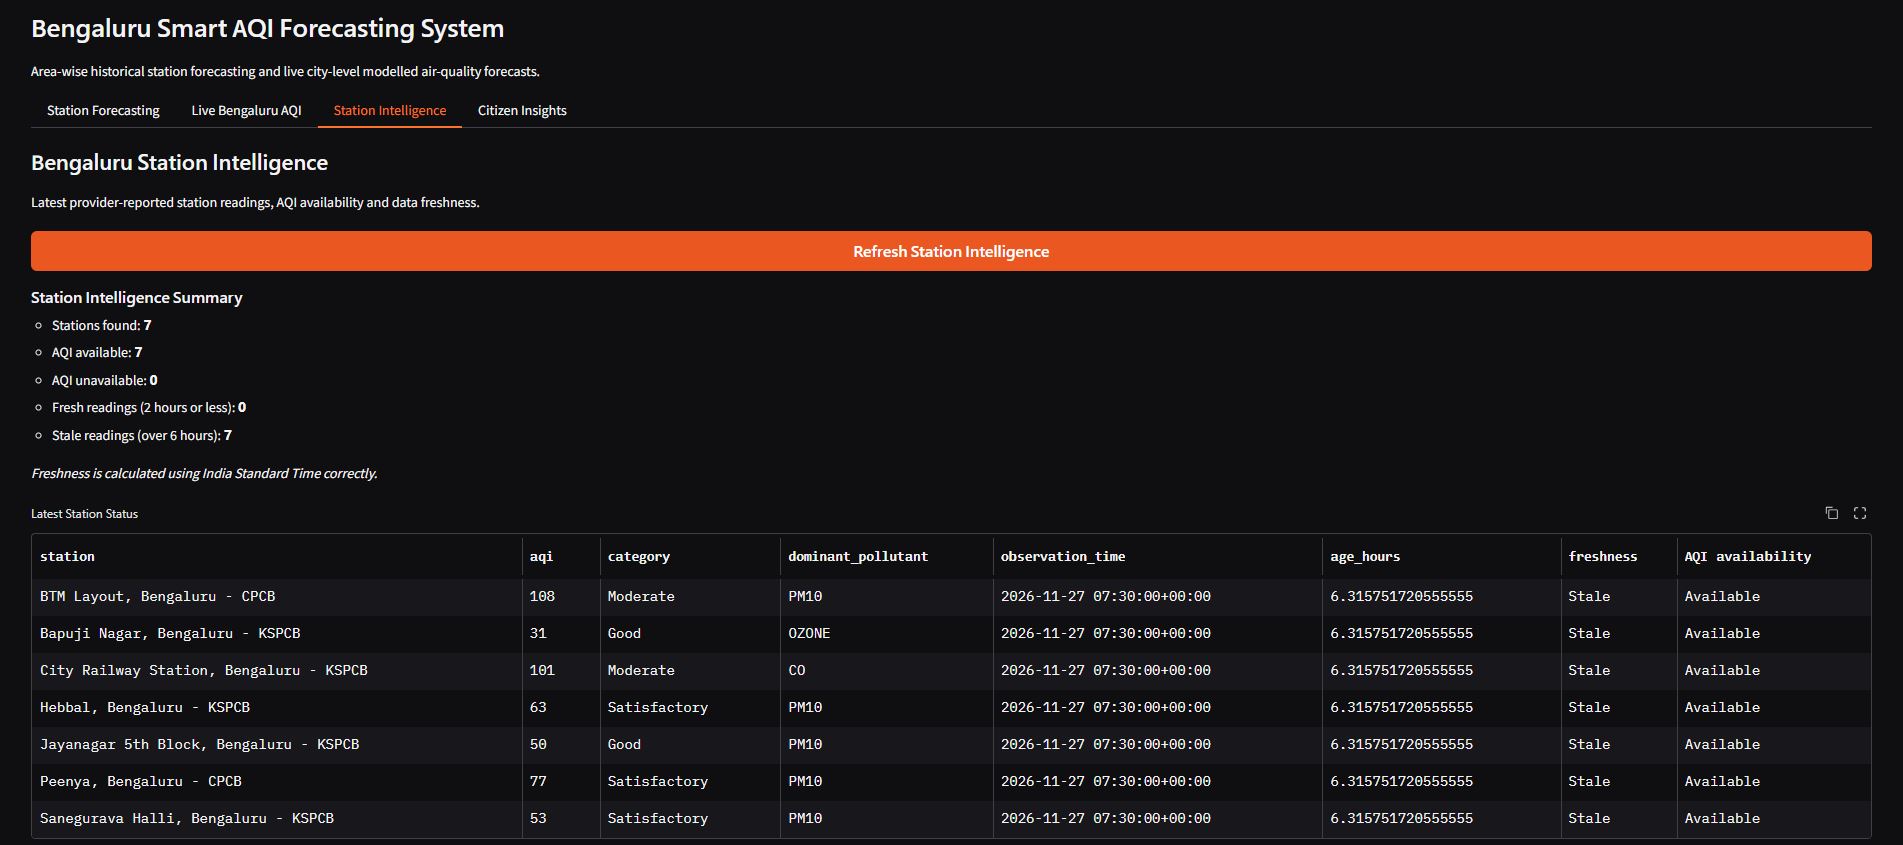 Bengaluru Smart AQI Forecasting System
Area-wise historical station forecasting and live city-level modelled air-quality forecasts.
Station Forecasting Live Bengaluru AQI Station Intelligence Citizen Insights
Bengaluru Station Intelligence
Latest provider-reported station readings, AQI availability and data freshness.
Refresh Station Intelligence
Station Intelligence Summary
Stations found: 7
AQI available: 7
AQI unavailable: 0
Fresh readings (2 hours or less): 0
Stale readings (over 6 hours): 7
Freshness is calculated using India Standard Time correctly.
Latest Station Status
station aqi category dominant_pollutant observation_time age_hours freshness AQI availability
BTM Layout, Bengaluru - CPCB 108 Moderate PM10 2026-11-27 07:30:00+00:00 6.315751720555555 Stale Available
Bapuji Nagar, Bengaluru - KSPCB 31 Good OZONE 2026-11-27 07:30:00+00:00 6.315751720555555 Stale Available
City Railway Station, Bengaluru - KSPCB 101 Moderate CO 2026-11-27 07:30:00+00:00 6.315751720555555 Stale Available
Hebbal, Bengaluru - KSPCB 63 Satisfactory PM10 2026-11-27 07:30:00+00:00 6.315751720555555 Stale Available
Jayanagar 5th Block, Bengaluru - KSPCB 50 Good PM10 2026-11-27 07:30:00+00:00 6.315751720555555 Stale Available
Peenya, Bengaluru - CPCB 77 Satisfactory PM10 2026-11-27 07:30:00+00:00 6.315751720555555 Stale Available
Sanegurava Halli, Bengaluru - KSPCB 53 Satisfactory PM10 2026-11-27 07:30:00+00:00 6.315751720555555 Stale Available